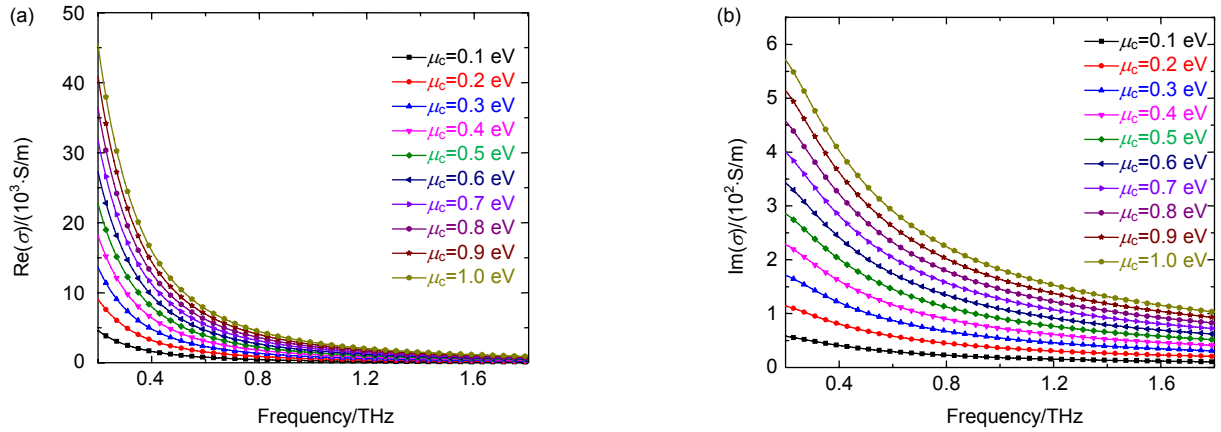 (a)
50
40
30
20
10
0
Re(σ)/(10³·S/m)
0.4
0.8
1.2
1.6
Frequency/THz
μc=0.1 eV
μc=0.2 eV
μc=0.3 eV
μc=0.4 eV
μc=0.5 eV
μc=0.6 eV
μc=0.7 eV
μc=0.8 eV
μc=0.9 eV
μc=1.0 eV
(b)
6
5
4
3
2
1
0
Im(σ)/(10²·S/m)
0.4
0.8
1.2
1.6
Frequency/THz
μc=0.1 eV
μc=0.2 eV
μc=0.3 eV
μc=0.4 eV
μc=0.5 eV
μc=0.6 eV
μc=0.7 eV
μc=0.8 eV
μc=0.9 eV
μc=1.0 eV